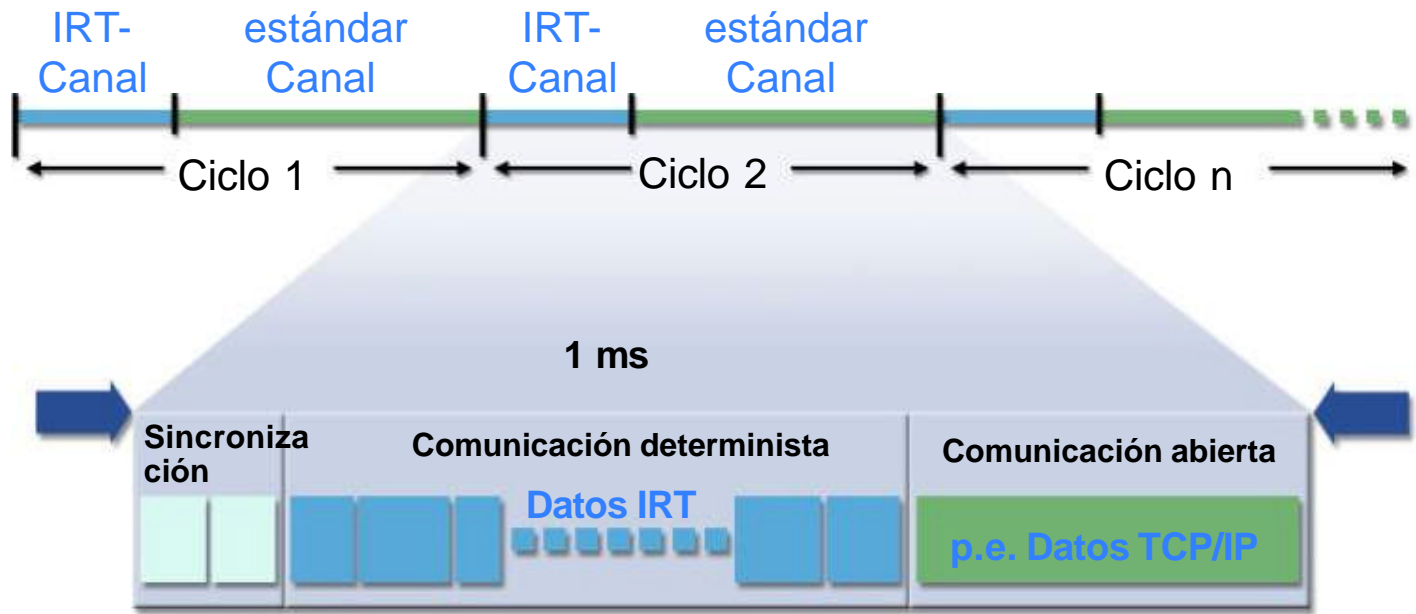 IRT-
Canal
estándar
Canal
IRT-
Canal
estándar
Canal
Ciclo 1
Ciclo 2
Ciclo n
1 ms
Sincroniza
ción
Comunicación determinista
Comunicación abierta
Datos IRT
p.e. Datos TCP/IP